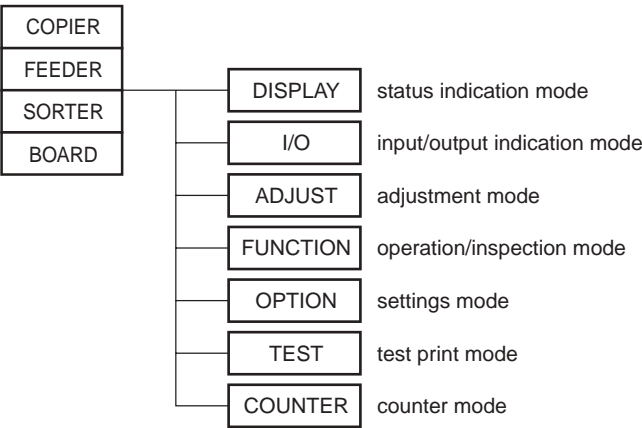 COPIER
FEEDER
SORTER
BOARD
DISPLAY status indication mode
I/O input/output indication mode
ADJUST adjustment mode
FUNCTION operation/inspection mode
OPTION settings mode
TEST test print mode
COUNTER counter mode